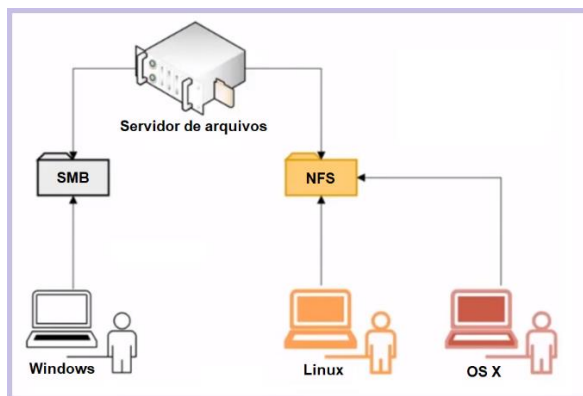 Servidor de arquivos
SMB
NFS
Windows
Linux
OS X